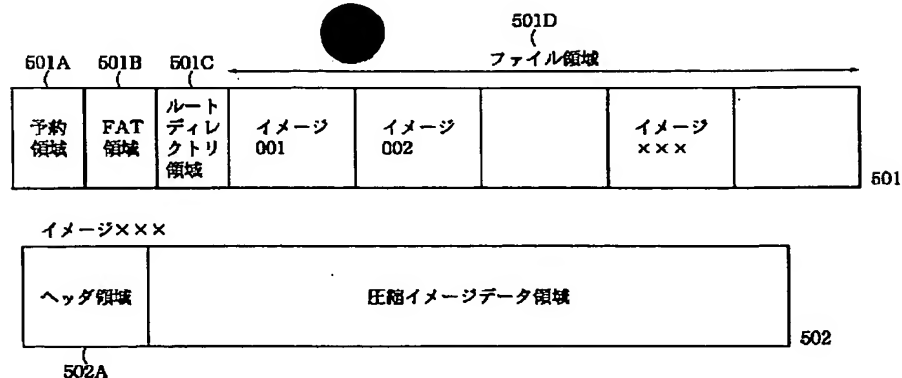 501D
501A 501B 501C ファイル領域
予約
領域
FAT
領域
ルート
ディレ
クトリ
領域
イメージ
001
イメージ
002
イメージ
×××
501
イメージ×××
ヘッダ領域
圧縮イメージデータ領域
502
502A